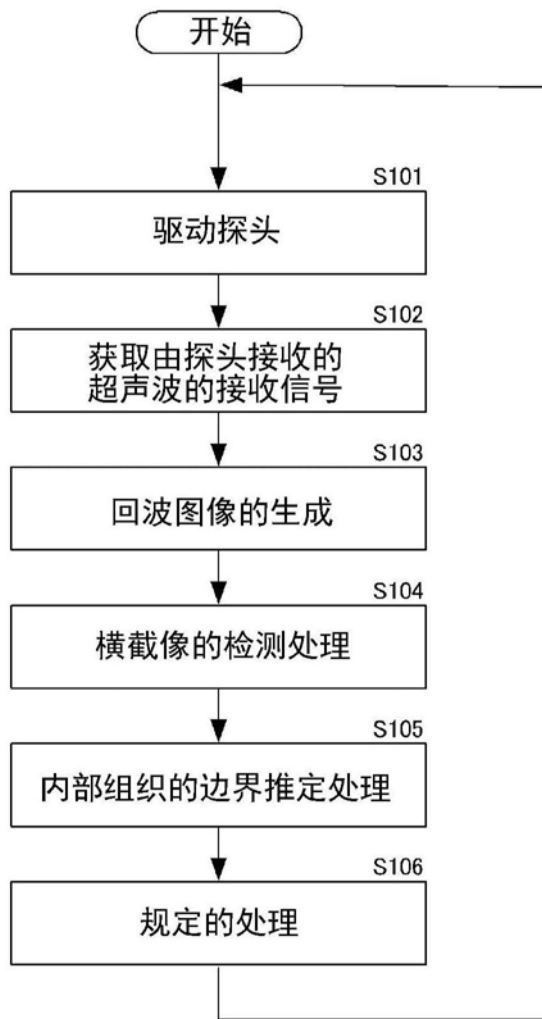 开始
S101
驱动探头
S102
获取由探头接收的
超声波的接收信号
S103
回波图像的生成
S104
横截像的检测处理
S105
内部组织的边界推定处理
S106
规定的处理